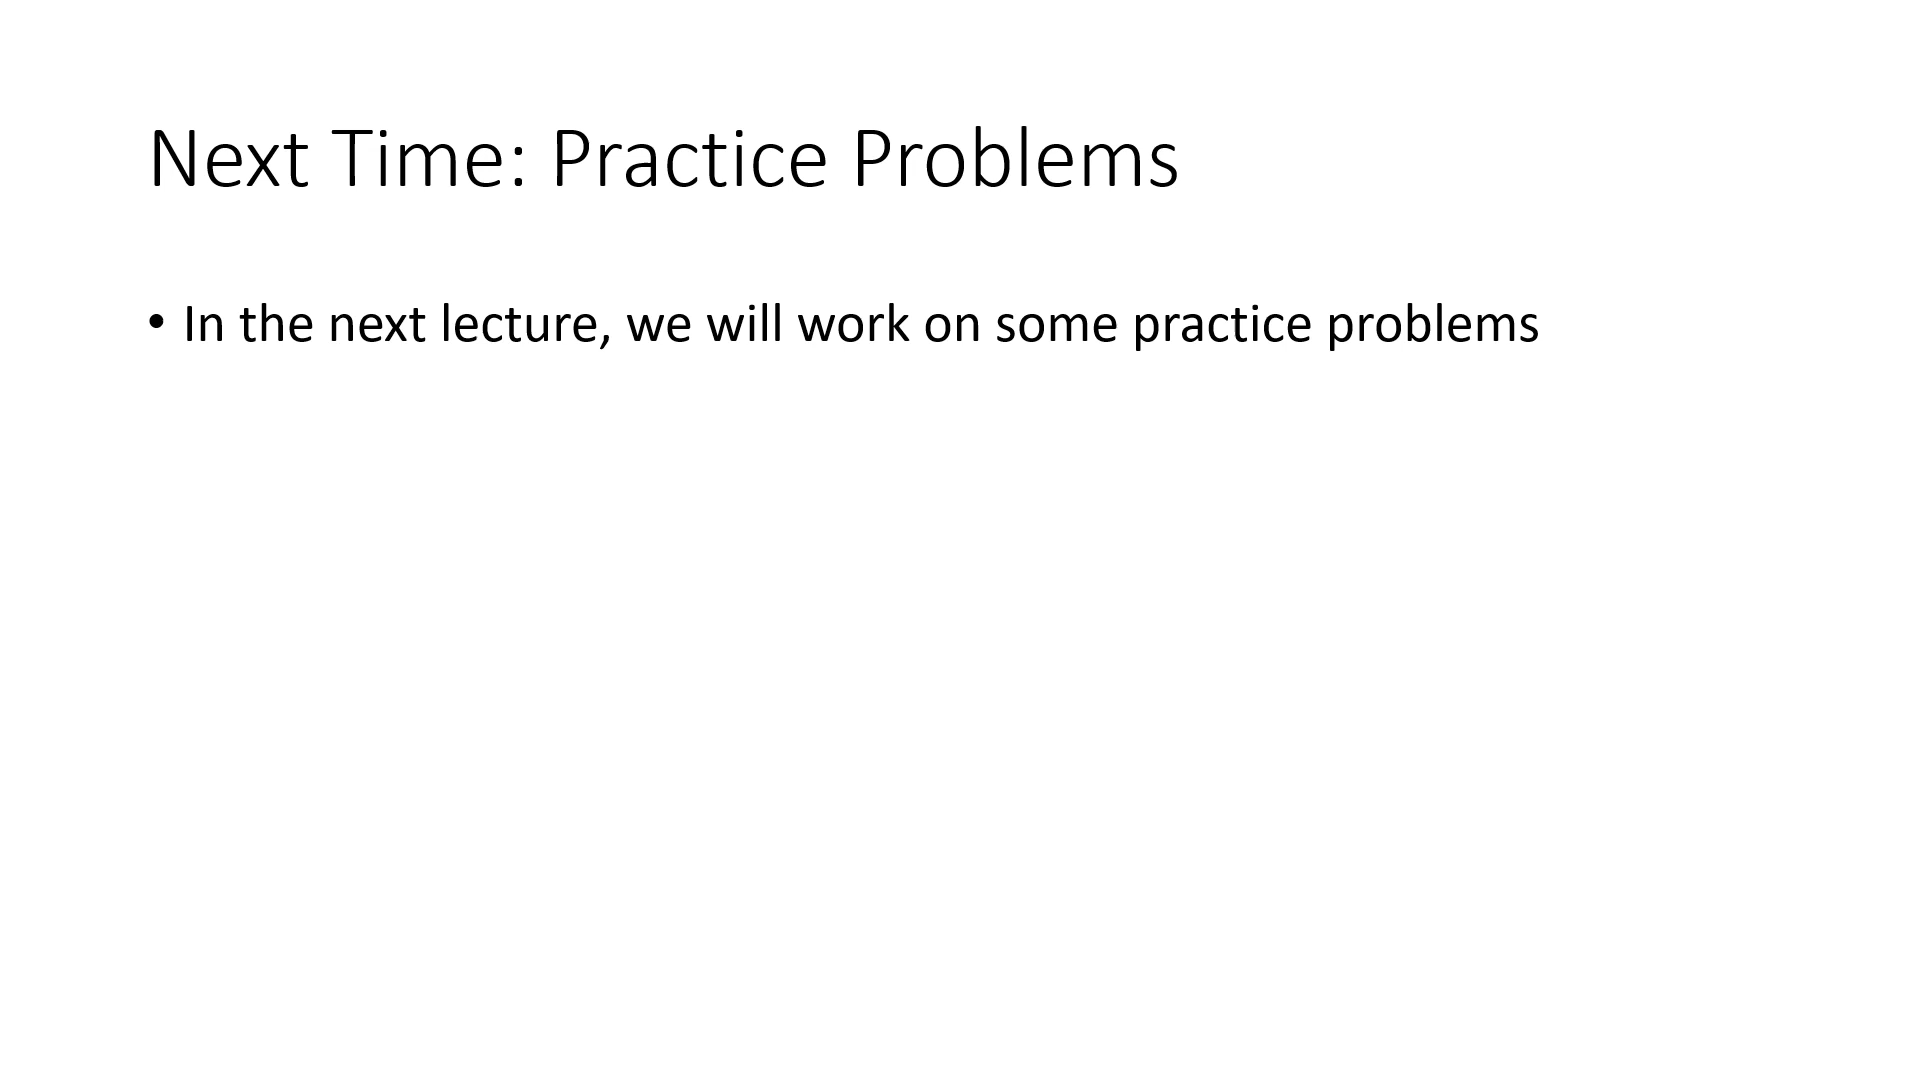 Next Time: Practice Problems
• In the next lecture, we will work on some practice problems